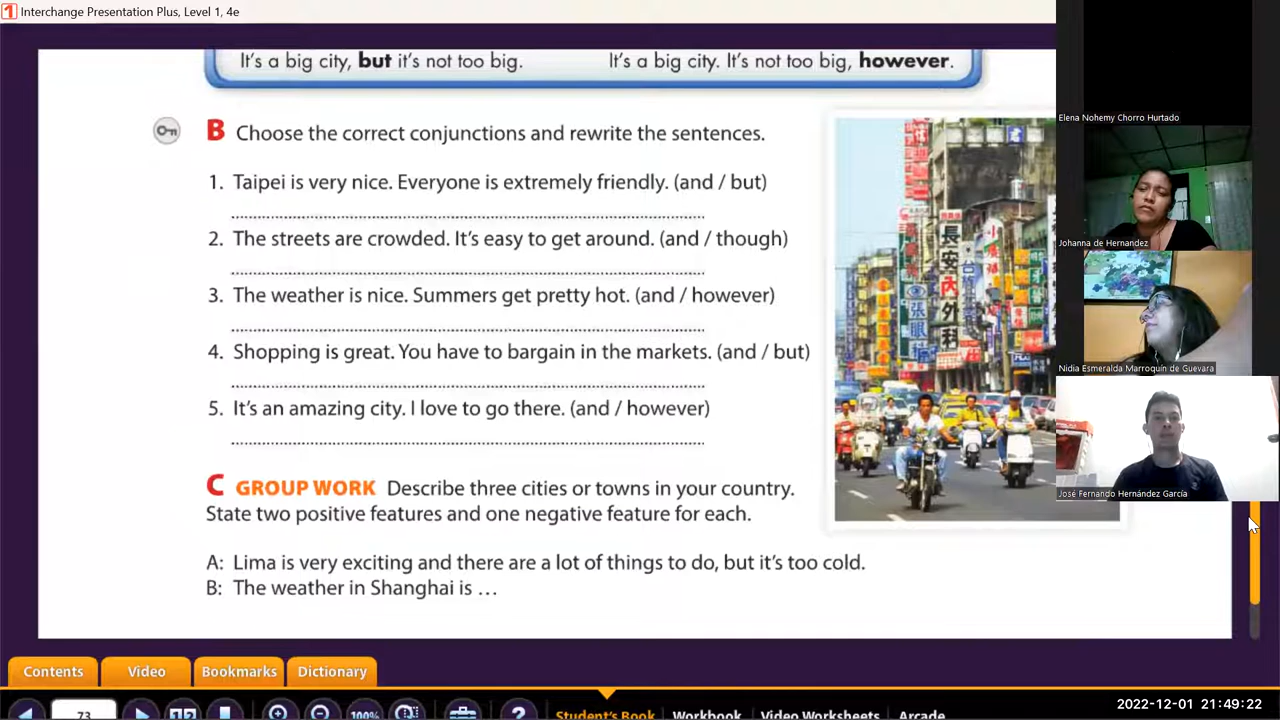 Interchange Presentation Plus, Level 1, 4e
It's a big city, but it's not too big.
It's a big city. It's not too big, however.
B Choose the correct conjunctions and rewrite the sentences.
1. Taipei is very nice. Everyone is extremely friendly. (and / but)
2. The streets are crowded. It's easy to get around. (and / though)
3. The weather is nice. Summers get pretty hot. (and / however)
4. Shopping is great. You have to bargain in the markets. (and / but)
5. It's an amazing city. I love to go there. (and / however)
C GROUP WORK Describe three cities or towns in your country.
State two positive features and one negative feature for each.
A: Lima is very exciting and there are a lot of things to do, but it's too cold.
B: The weather in Shanghai is …
長安內外科
Elena Nohemy Chorro Hurtado
Johanna de Hernandez
Nidia Esmeralda Marroquín de Guevara
José Fernando Hernández García
Contents
Video
Bookmarks
Dictionary
73
100%
?
Student's Book
Workbook
Video Worksheets
Arcade
2022-12-01 21:49:22